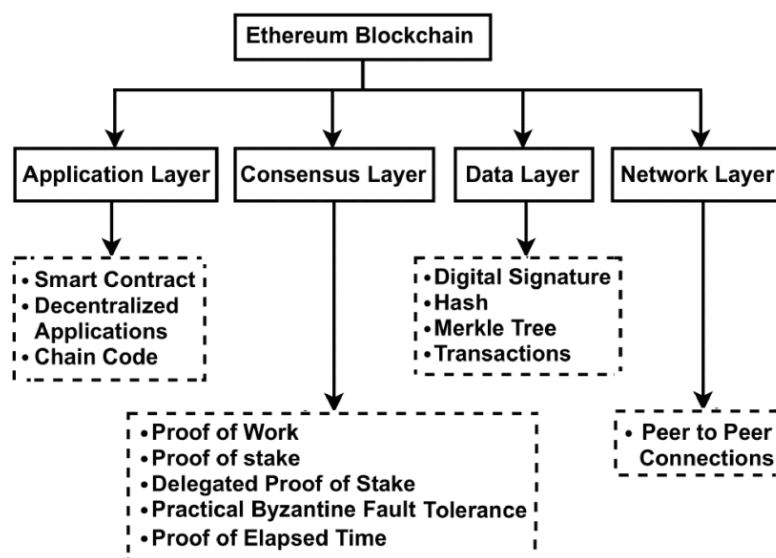 Ethereum Blockchain
Application Layer
Consensus Layer
Data Layer
Network Layer
• Smart Contract
• Decentralized
Applications
• Chain Code
•Digital Signature
•Hash
•Merkle Tree
•Transactions
•Proof of Work
•Proof of stake
•Delegated Proof of Stake
•Practical Byzantine Fault Tolerance
•Proof of Elapsed Time
• Peer to Peer
Connections